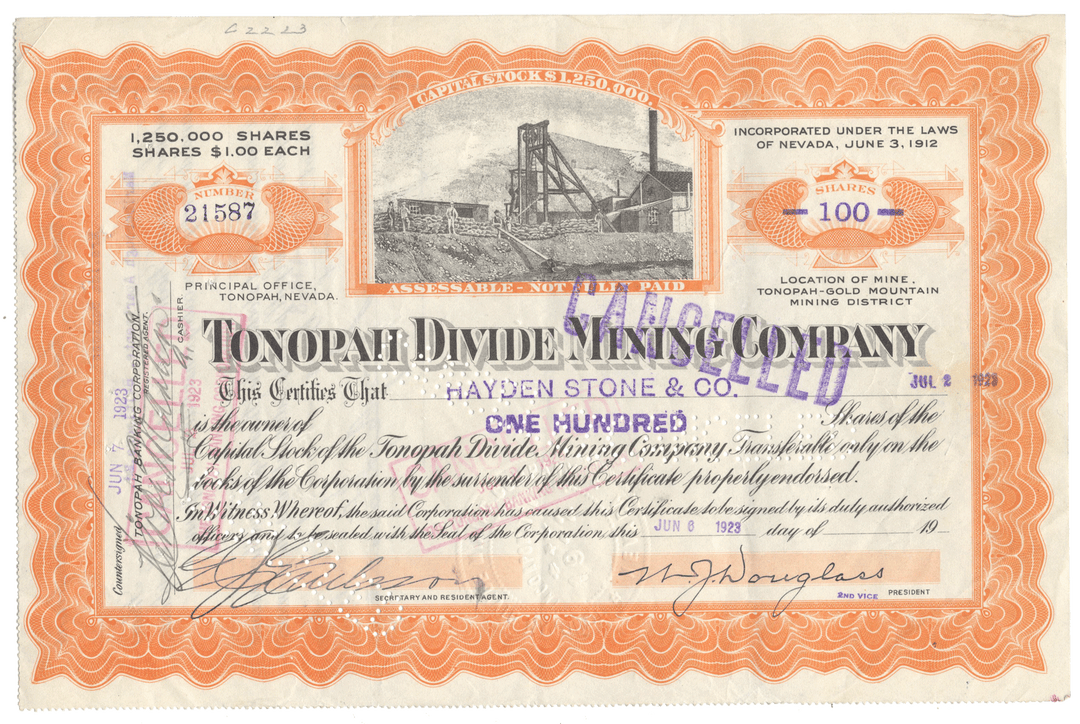 C2223
CAPITAL STOCK $1,250,000.
1,250,000 SHARES
SHARES $1.00 EACH
INCORPORATED UNDER THE LAWS
OF NEVADA, JUNE 3, 1912
NUMBER
21587
SHARES
100
PRINCIPAL OFFICE,
TONOPAH, NEVADA.
LOCATION OF MINE,
TONOPAH-GOLD MOUNTAIN
MINING DISTRICT
ASSESSABLE - NOT FULLY PAID
CANCELLED
TONOPAH DIVIDE MINING COMPANY
This Certifies That HAYDEN STONE & CO. JUL 2 1923
is the owner of ONE HUNDRED Shares of the
Capital Stock of the Tonopah Divide Mining Company Transferable only on the
Books of the Corporation by the surrender of this Certificate properly endorsed.
In Witness Whereof, the said Corporation has caused this Certificate to be signed by its duly authorized
officers and to be sealed with the Seal of the Corporation, this JUN 6 1923 day of 19
SECRETARY AND RESIDENT AGENT.
W. J. Douglass
2ND VICE PRESIDENT
Countersigned
JUN 7 1923
TONOPAH BANKING CORPORATION
REGISTERED AGENT.
CASHIER.
CANCELLED
1923